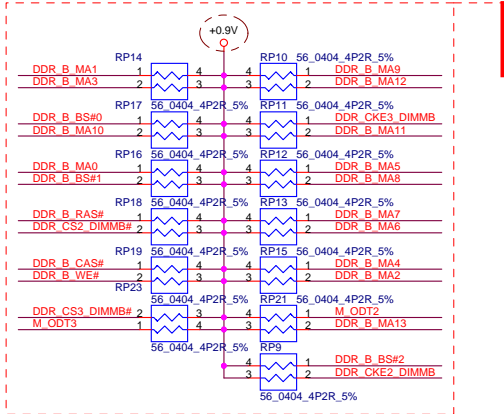 +0.9V
RP14 RP10 56_0404_4P2R_5%
DDR_B_MA1 1 4 4 1 DDR_B_MA9
DDR_B_MA3 2 3 3 2 DDR_B_MA12
RP17 56_0404_4P2R_5% RP11 56_0404_4P2R_5%
DDR_B_BS#0 1 4 4 1 DDR_CKE3_DIMMB
DDR_B_MA10 2 3 3 2 DDR_B_MA11
RP16 56_0404_4P2R_5% RP12 56_0404_4P2R_5%
DDR_B_MA0 1 4 4 1 DDR_B_MA5
DDR_B_BS#1 2 3 3 2 DDR_B_MA8
RP18 56_0404_4P2R_5% RP13 56_0404_4P2R_5%
DDR_B_RAS# 1 4 4 1 DDR_B_MA7
DDR_CS2_DIMMB# 2 3 3 2 DDR_B_MA6
RP19 56_0404_4P2R_5% RP15 56_0404_4P2R_5%
DDR_B_CAS# 1 4 4 1 DDR_B_MA4
DDR_B_WE# 2 3 3 2 DDR_B_MA2
RP23 56_0404_4P2R_5% RP21 56_0404_4P2R_5%
DDR_CS3_DIMMB# 2 3 4 1 M_ODT2
M_ODT3 1 4 3 2 DDR_B_MA13
56_0404_4P2R_5% RP9
4 1 DDR_B_BS#2
3 2 DDR_CKE2_DIMMB
56_0404_4P2R_5%